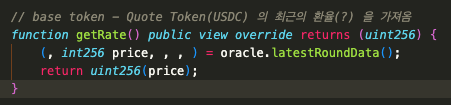 // base token - Quote Token(USDC) 의 최근의 환율(?) 을 가져옴
function getRate() public view override returns (uint256) {
(, int256 price, , , ) = oracle.latestRoundData();
return uint256(price);
}